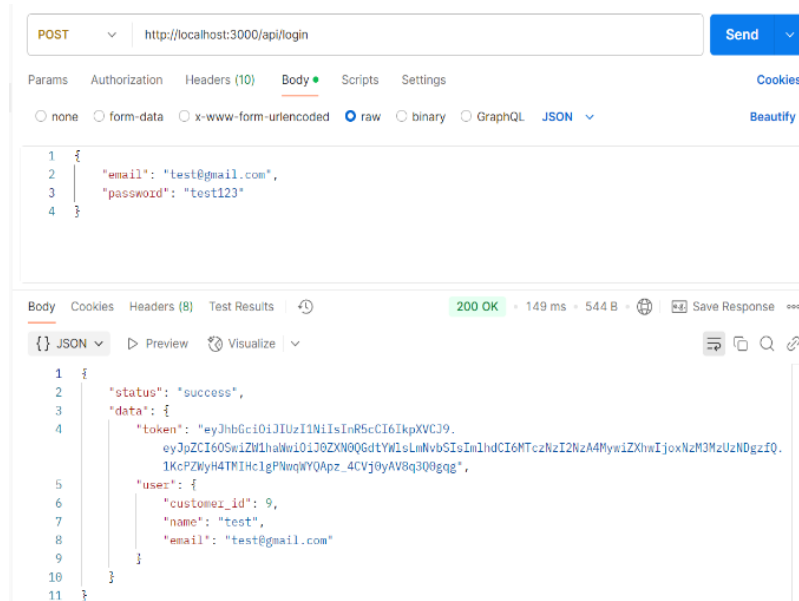 POST http://localhost:3000/api/login Send
Params Authorization Headers (10) Body Scripts Settings Cookies
none form-data x-www-form-urlencoded raw binary GraphQL JSON Beautify
1 {
2 "email": "test@gmail.com",
3 "password": "test123"
4 }
Body Cookies Headers (8) Test Results 200 OK • 149 ms • 544 B • Save Response
{} JSON Preview Visualize
1 {
2 "status": "success",
3 "data": {
4 "token": "eyJhbGciOiJIUzI1NiIsInR5cCI6IkpXVCJ9.
eyJpZCI6OSwiZW1haWwiOiJ0ZXN0QGdtYWlsLmNvbSIsImlhdCI6MTczNzI2NzA4MywiZXhwIjoxNzM3MzUzNDgzfQ.
1KcPZWyH4TMIHclgPNwqWYQApz_4CVj0yAV8q3Q0gqg",
5 "user": {
6 "customer_id": 9,
7 "name": "test",
8 "email": "test@gmail.com"
9 }
10 }
11 }